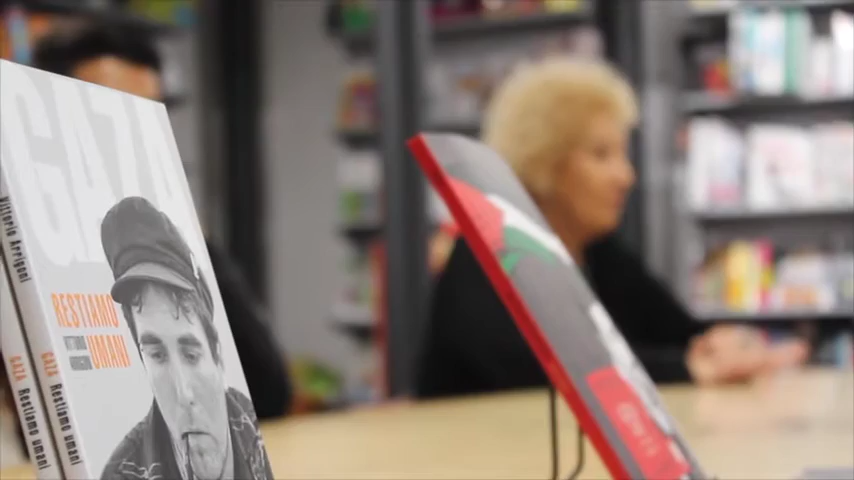 GAZA
RESTIAMO
UMANI
Vittorio Arrigoni
GAZA Restiamo umani
GAZA Restiamo umani